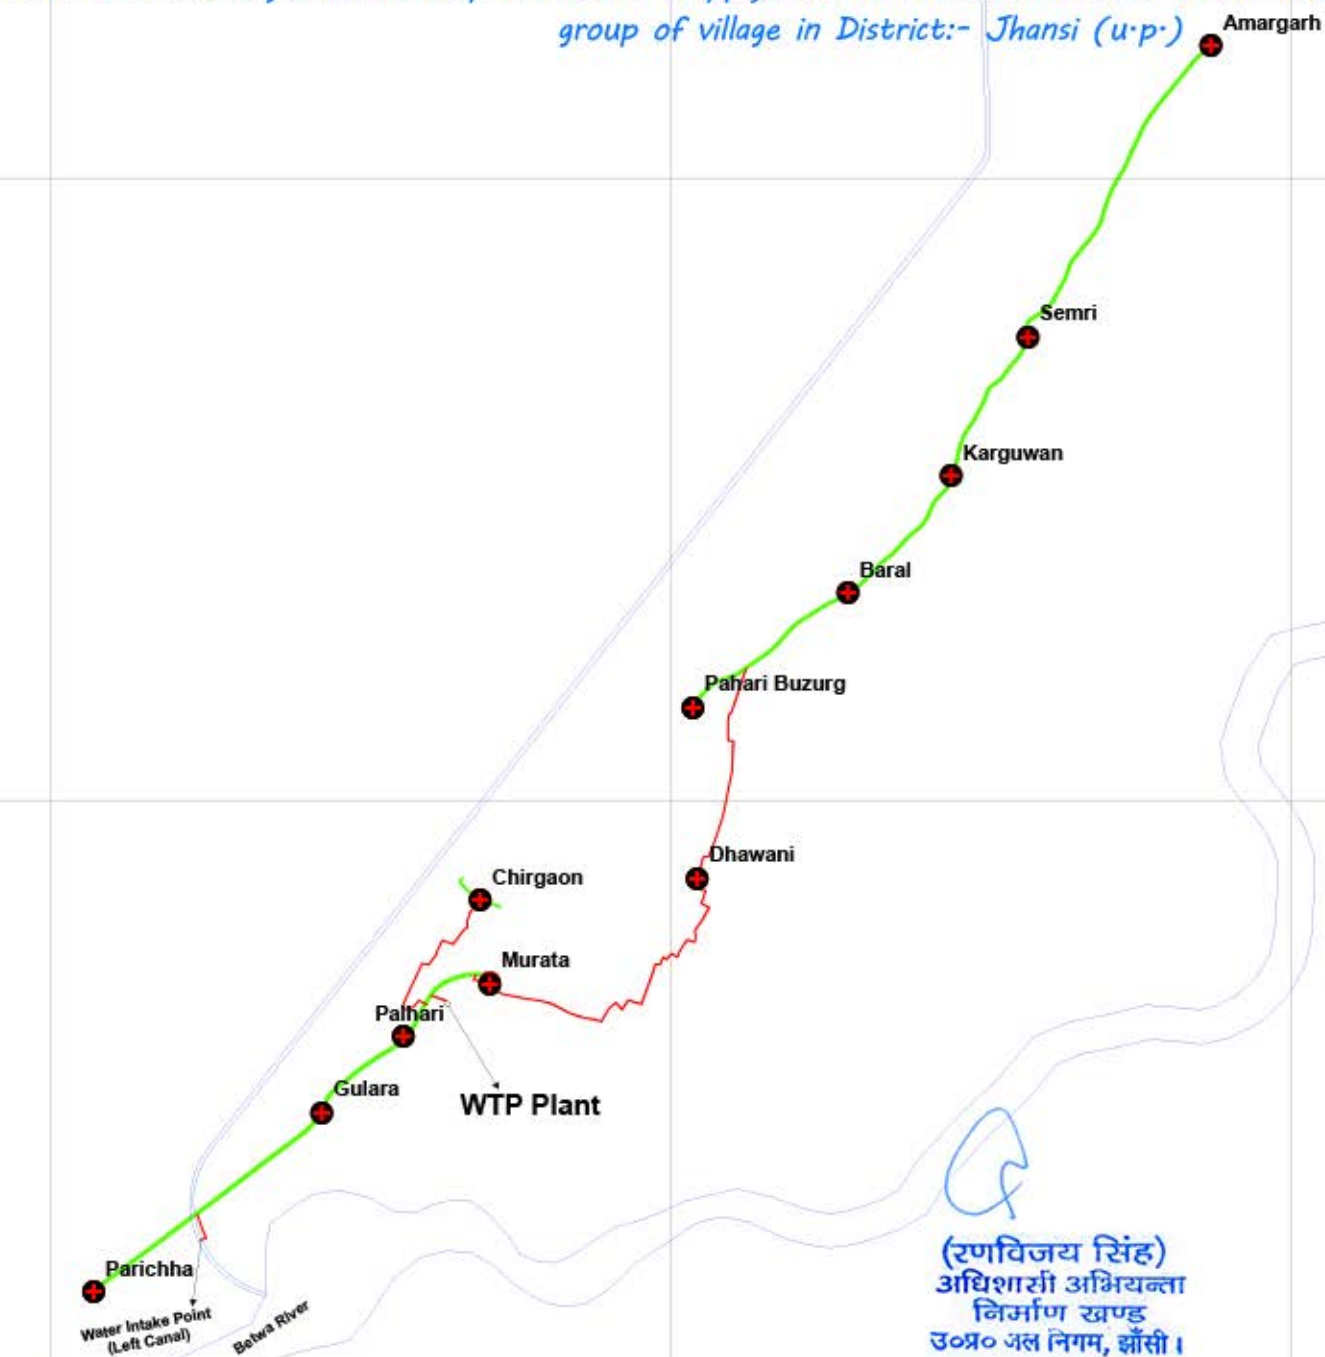 group of village in District:- Jhansi (u.p.)
Amargarh
Semri
Karguwan
Baral
Pahari Buzurg
Dhawani
Chirgaon
Murata
Palhari
Gulara
WTP Plant
Parichha
Water Intake Point
(Left Canal)
Betwa River
(रणविजय सिंह)
अधिशासी अभियन्ता
निर्माण खण्ड
उ०प्र० जल निगम, झाँसी।